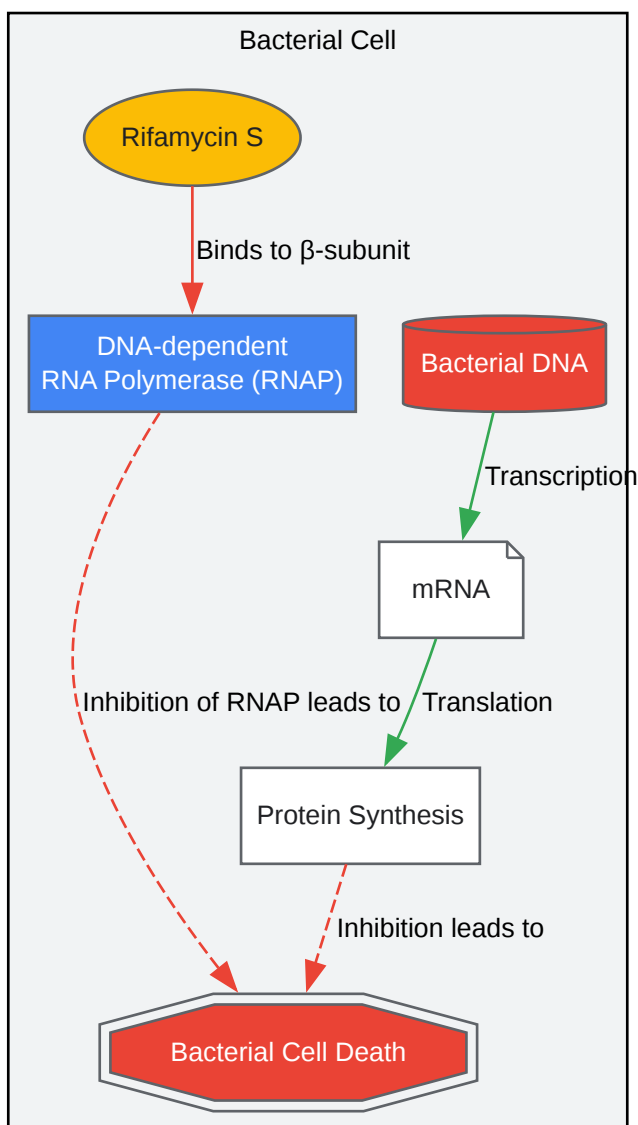 Bacterial Cell
Rifamycin S
Binds to β-subunit
DNA-dependent
RNA Polymerase (RNAP)
Bacterial DNA
Transcription
mRNA
Inhibition of RNAP leads to
Translation
Protein Synthesis
Inhibition leads to
Bacterial Cell Death